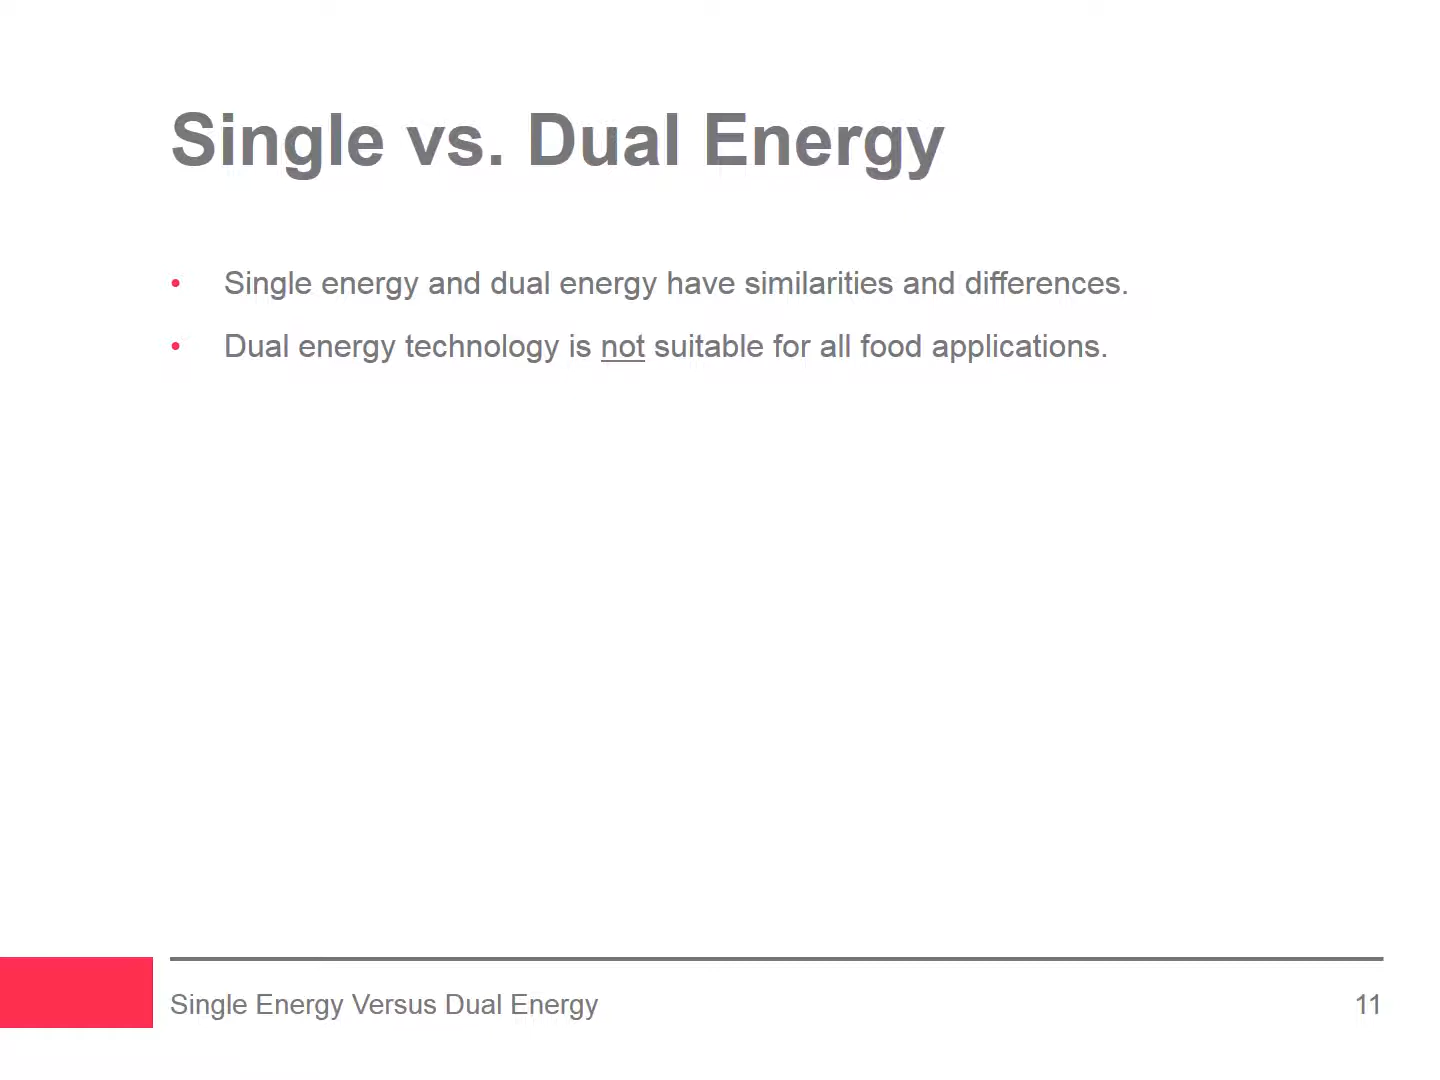 Single vs. Dual Energy
• Single energy and dual energy have similarities and differences.
• Dual energy technology is not suitable for all food applications.
Single Energy Versus Dual Energy
11